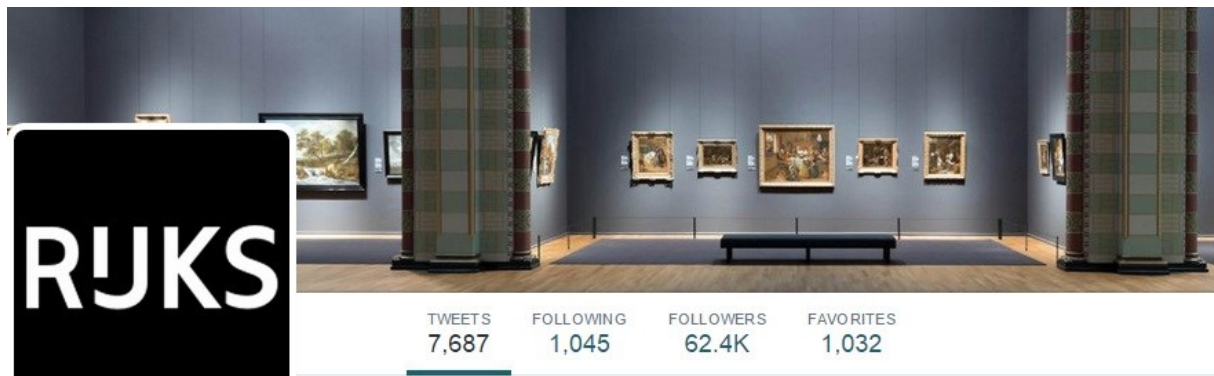 RIJKS
TWEETS FOLLOWING FOLLOWERS FAVORITES
7,687 1,045 62.4K 1,032